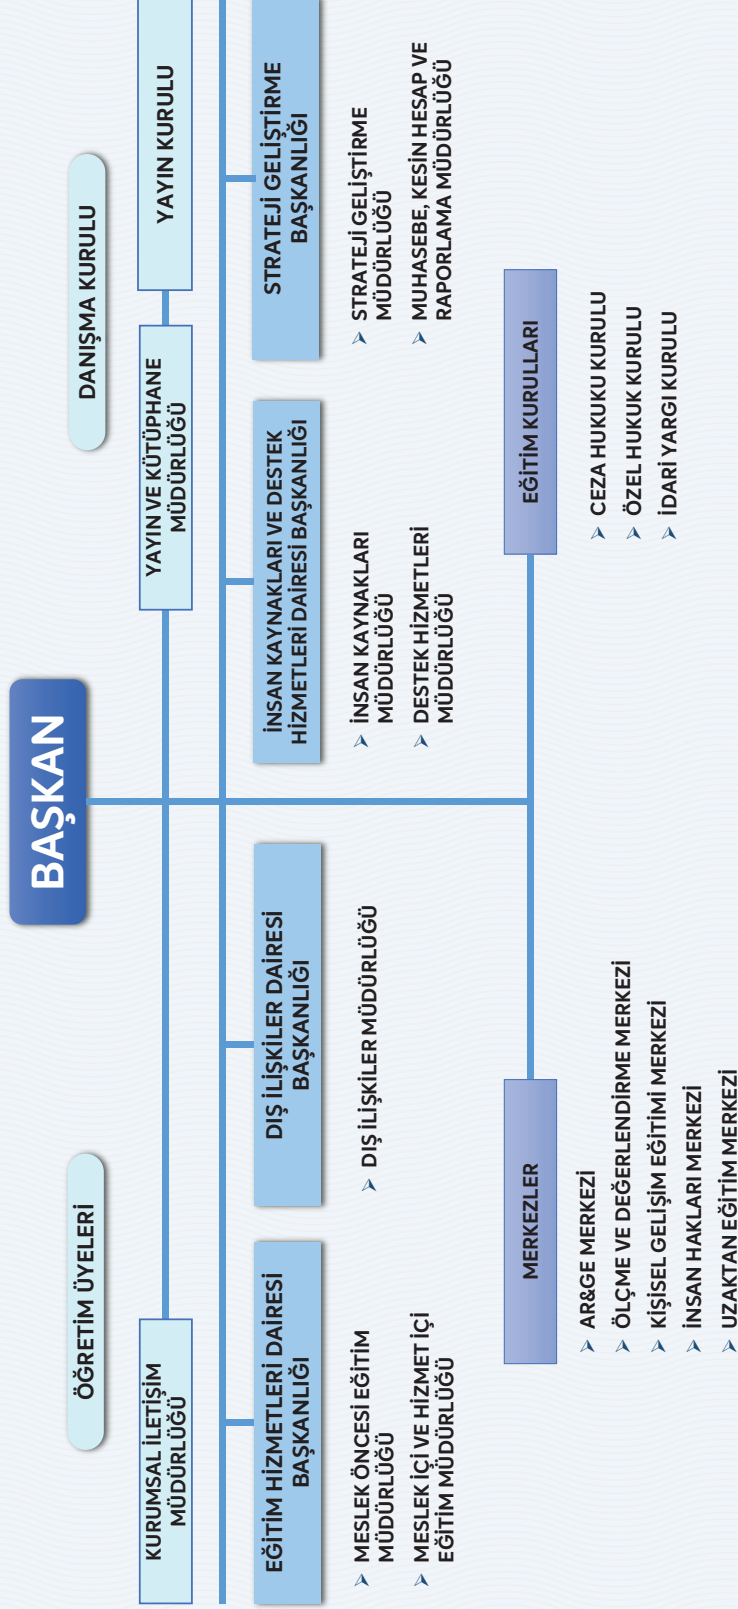 BAŞKAN
ÖĞRETİM ÜYELERİ
DANIŞMA KURULU
KURUMSAL İLETİŞİM
MÜDÜRLÜĞÜ
YAYIN VE KÜTÜPHANE
MÜDÜRLÜĞÜ
YAYIN KURULU
EĞİTİM HİZMETLERİ DAİRESİ
BAŞKANLIĞI
MESLEK ÖNCESİ EĞİTİM
MÜDÜRLÜĞÜ
MESLEK İÇİ VE HİZMET İÇİ
EĞİTİM MÜDÜRLÜĞÜ
DIŞ İLİŞKİLER DAİRESİ
BAŞKANLIĞI
DIŞ İLİŞKİLER MÜDÜRLÜĞÜ
İNSAN KAYNAKLARI VE DESTEK
HİZMETLERİ DAİRESİ BAŞKANLIĞI
İNSAN KAYNAKLARI
MÜDÜRLÜĞÜ
DESTEK HİZMETLERİ
MÜDÜRLÜĞÜ
STRATEJİ GELİŞTİRME
BAŞKANLIĞI
STRATEJİ GELİŞTİRME
MÜDÜRLÜĞÜ
MUHASEBE, KESİN HESAP VE
RAPORLAMA MÜDÜRLÜĞÜ
MERKEZLER
AR&GE MERKEZİ
ÖLÇME VE DEĞERLENDİRME MERKEZİ
KİŞİSEL GELİŞİM EĞİTİMİ MERKEZİ
İNSAN HAKLARI MERKEZİ
UZAKTAN EĞİTİM MERKEZİ
EĞİTİM KURULLARI
CEZA HUKUKU KURULU
ÖZEL HUKUK KURULU
İDARİ YARGI KURULU